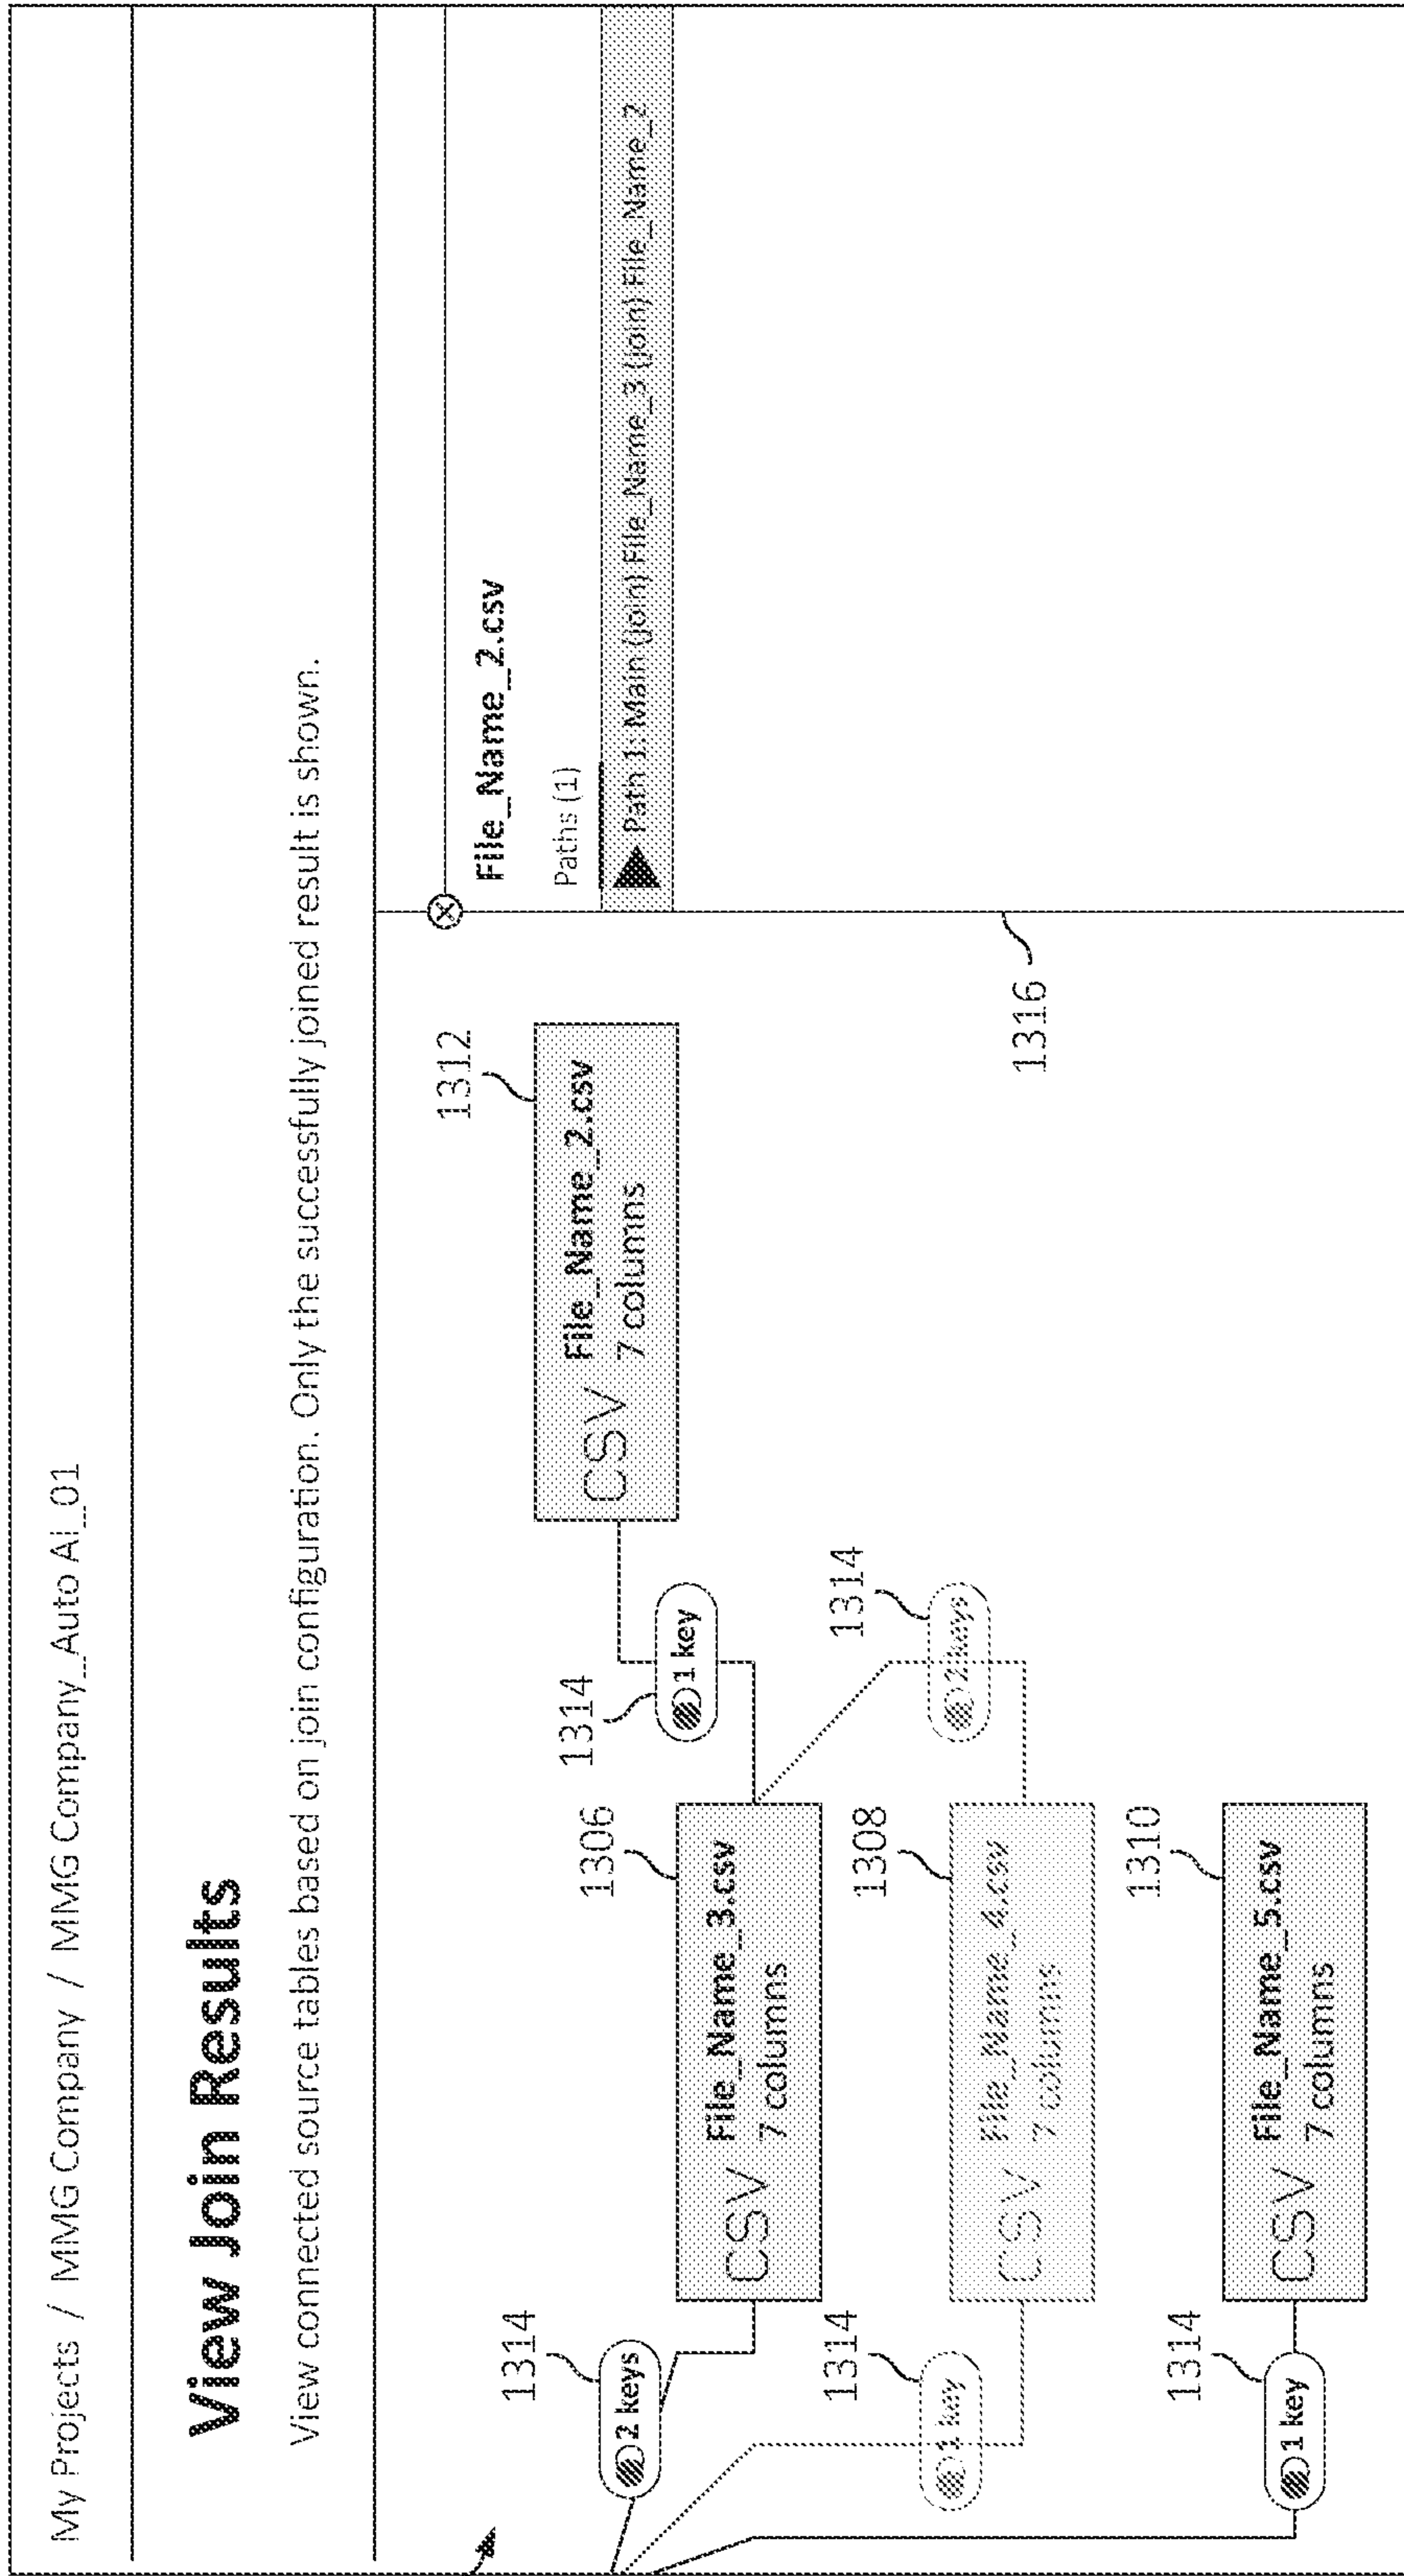 My Projects / MMG Company / MMG Company_Auto AI_01
View Join Results
View connected source tables based on join configuration. Only the successfully joined result is shown.
1314
2 keys
1306
CSV File_Name_3.csv
7 columns
1314
1 key
1312
CSV File_Name_2.csv
7 columns
1314
1 key
1308
CSV File_Name_4.csv
7 columns
1314
2 keys
1314
1 key
1310
CSV File_Name_5.csv
7 columns
1316
File_Name_2.csv
Paths (1)
Path 1: Main (join) File_Name_3 (join) File_Name_2